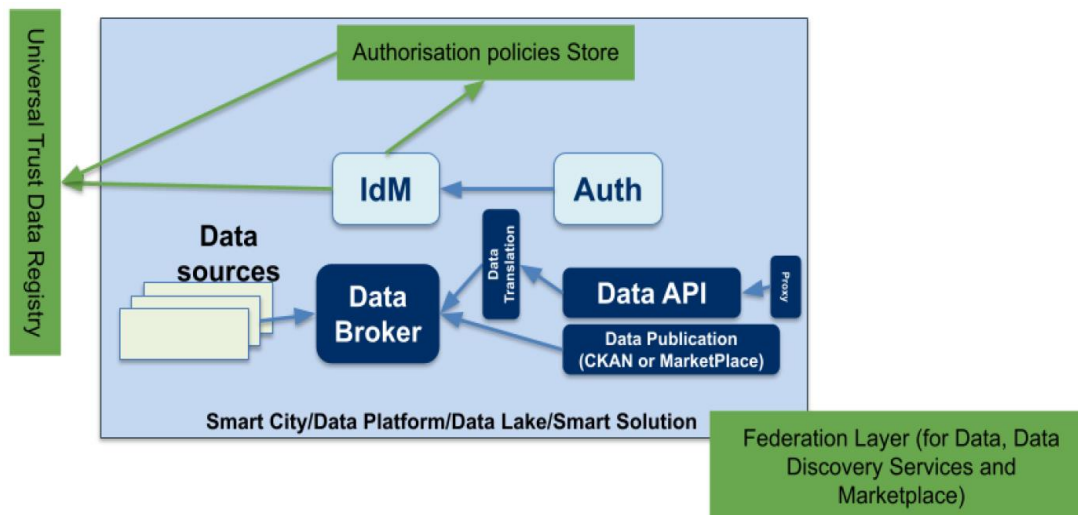 Universal Trust Data Registry
Authorisation policies Store
IdM
Auth
Data
sources
Data
Broker
Data
Translation
Data API
Proxy
Data Publication
(CKAN or MarketPlace)
Smart City/Data Platform/Data Lake/Smart Solution
Federation Layer (for Data, Data
Discovery Services and
Marketplace)